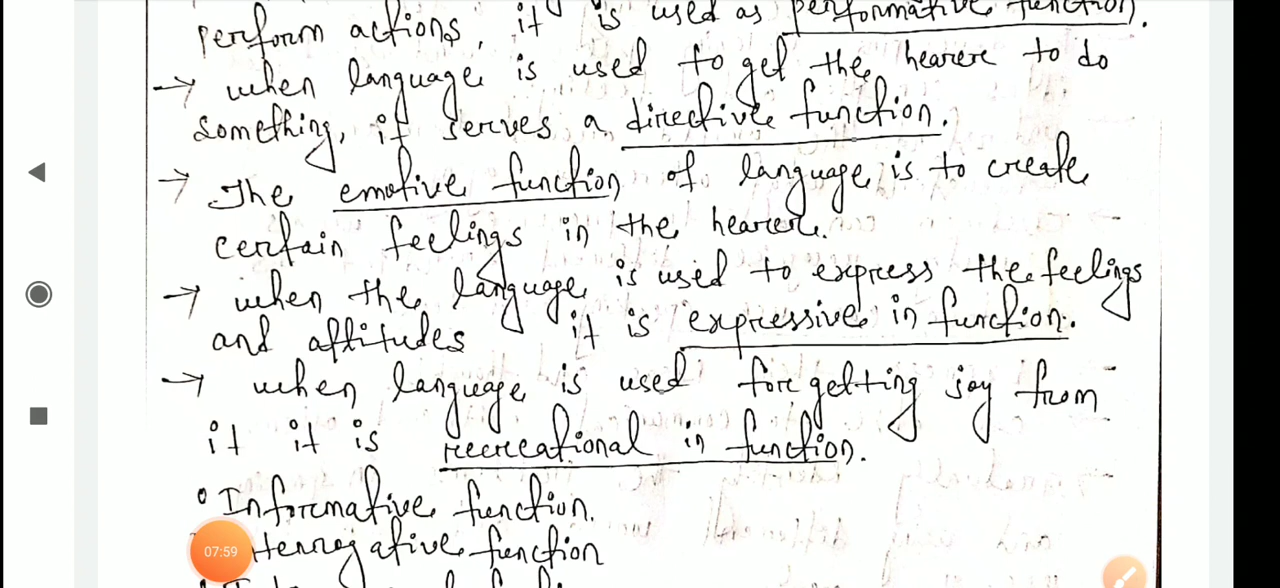 perform actions, it is used as performative function.
→ when language is used to get the hearer to do
something, it serves a directive function.
→ The emotive function of language is to create
certain feelings in the hearer.
→ when the language is used to express the feelings
and attitudes it is expressive in function.
→ when language is used for getting joy from
it it is recreational in function.
• Informative function.
07:59
function